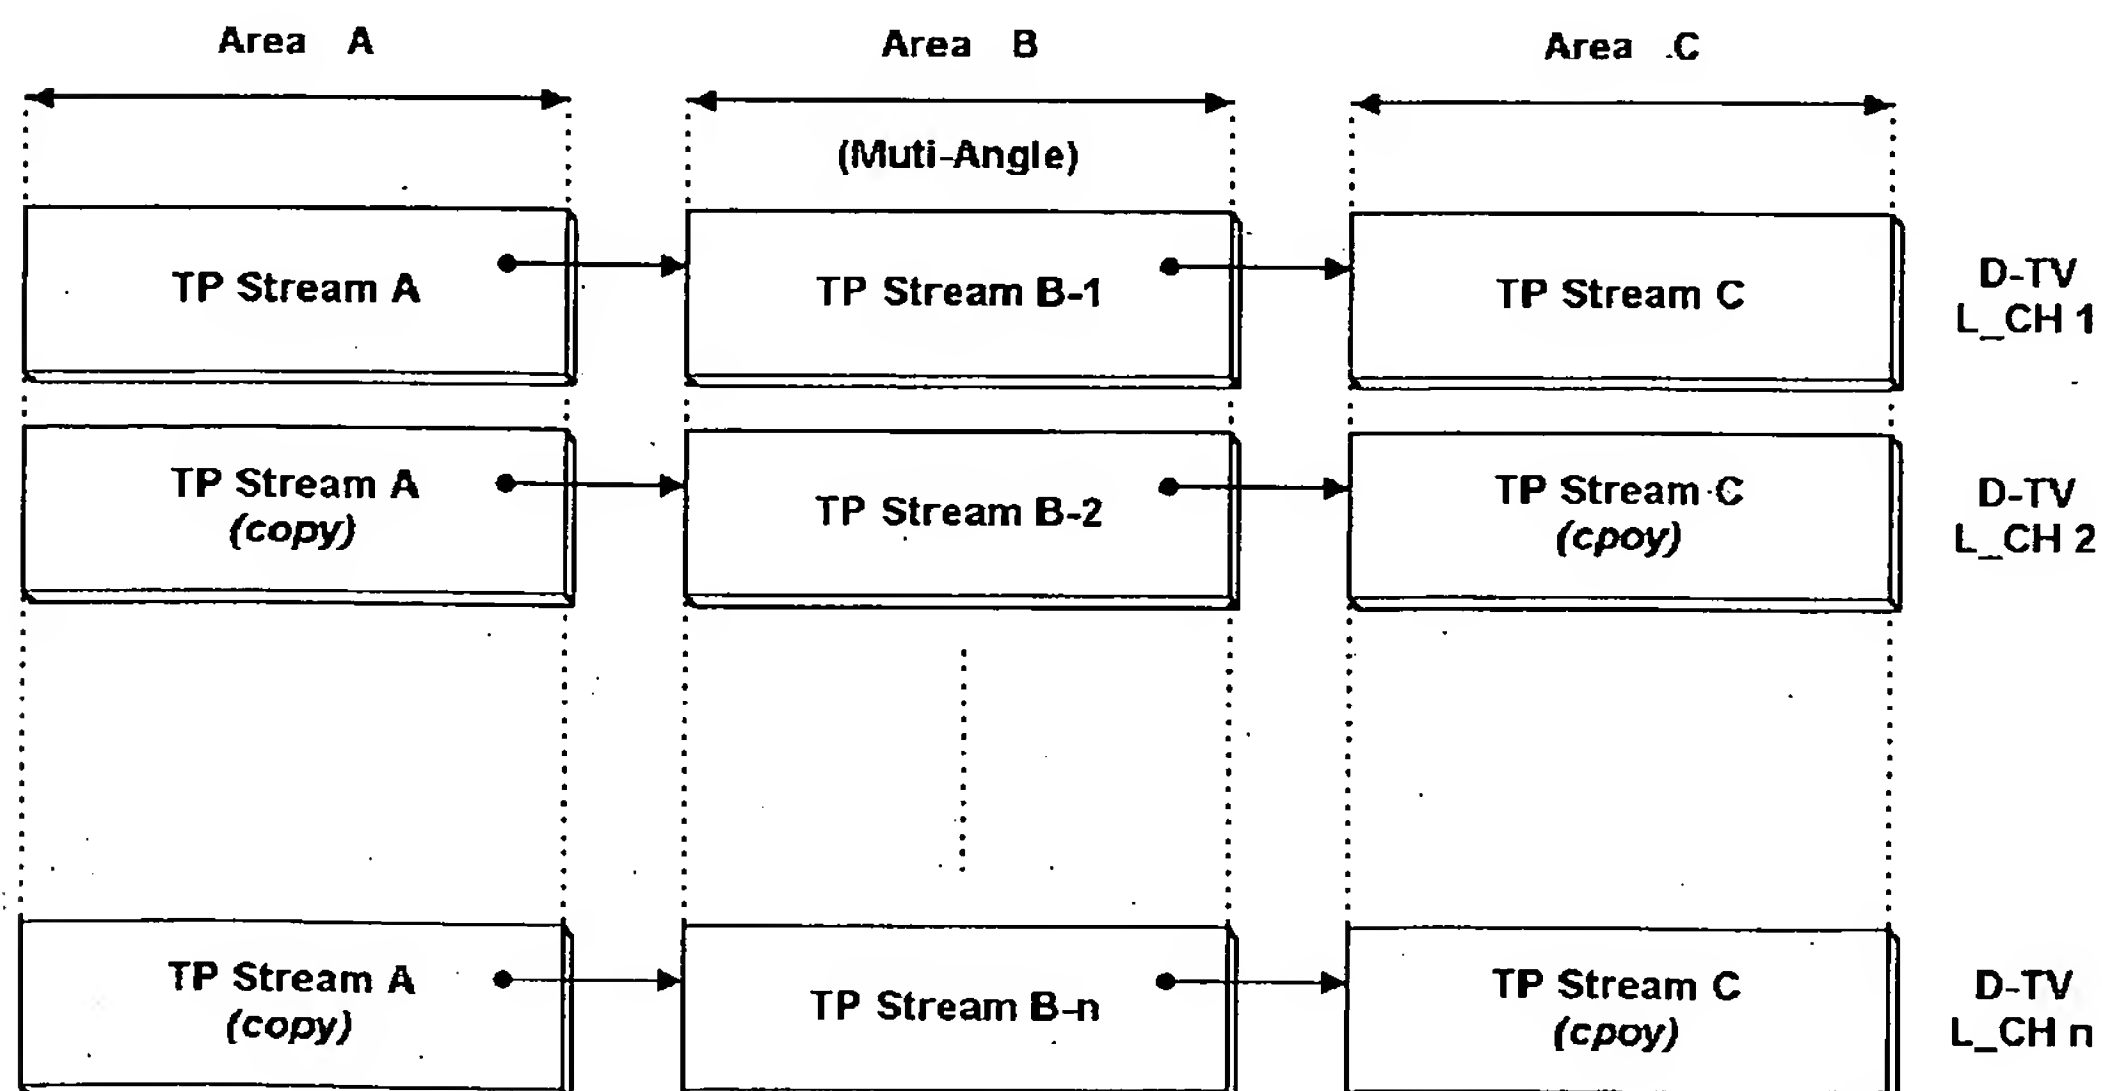 Area A
Area B
Area C
(Muti-Angle)
TP Stream A
TP Stream B-1
TP Stream C
D-TV
L_CH 1
TP Stream A
(copy)
TP Stream B-2
TP Stream C
(cpoy)
D-TV
L_CH 2
TP Stream A
(copy)
TP Stream B-n
TP Stream C
(cpoy)
D-TV
L_CH n